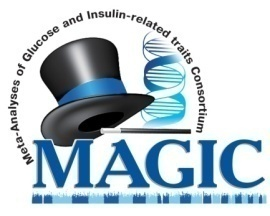 Meta-Analyses of Glucose and Insulin-related traits Consortium
MAGIC